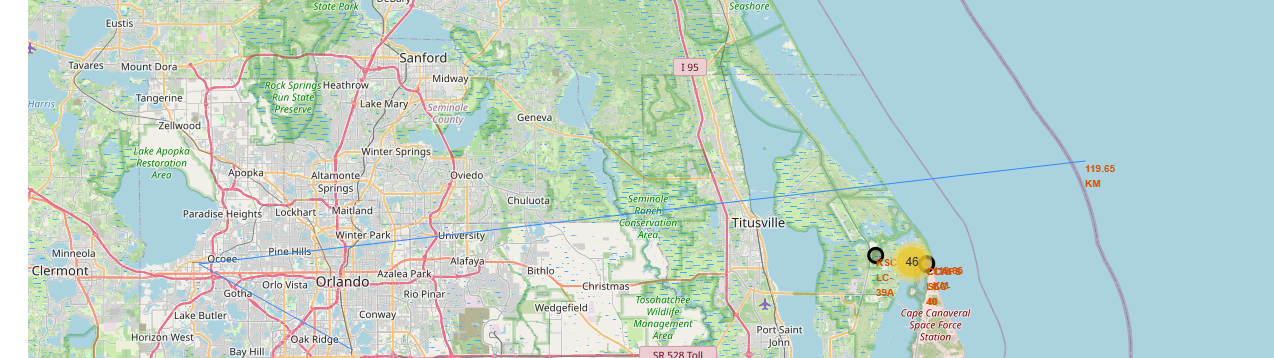 State Park
DeBary
Seashore
Eustis
Sanford
I 95
Tavares
Mount Dora
Midway
Rock Springs
Run State
Preserve
Heathrow
Tangerine
Lake Mary
Harris
Seminole
County
Geneva
Zellwood
Lake Apopka
Restoration
Area
Winter Springs
Apopka
Altamonte
Springs
Oviedo
119.65
KM
Chuluota
Seminole
Ranch
Conservation
Area
Paradise Heights
Lockhart
Maitland
Titusville
Winter Park
University
Minneola
Ocoee
Pine Hills
Clermont
Alafaya
Bithlo
46
KSC
LC-
39A
40
Azalea Park
Orlando
Orlo Vista
Gotha
Rio Pinar
Christmas
Wedgefield
Tosohatchee
Wildlife
Management
Area
Cape Canaveral
Space Force
Station
Lake Butler
Conway
Horizon West
Oak Ridge
Port Saint
John
Bay Hill
SR 528 Toll